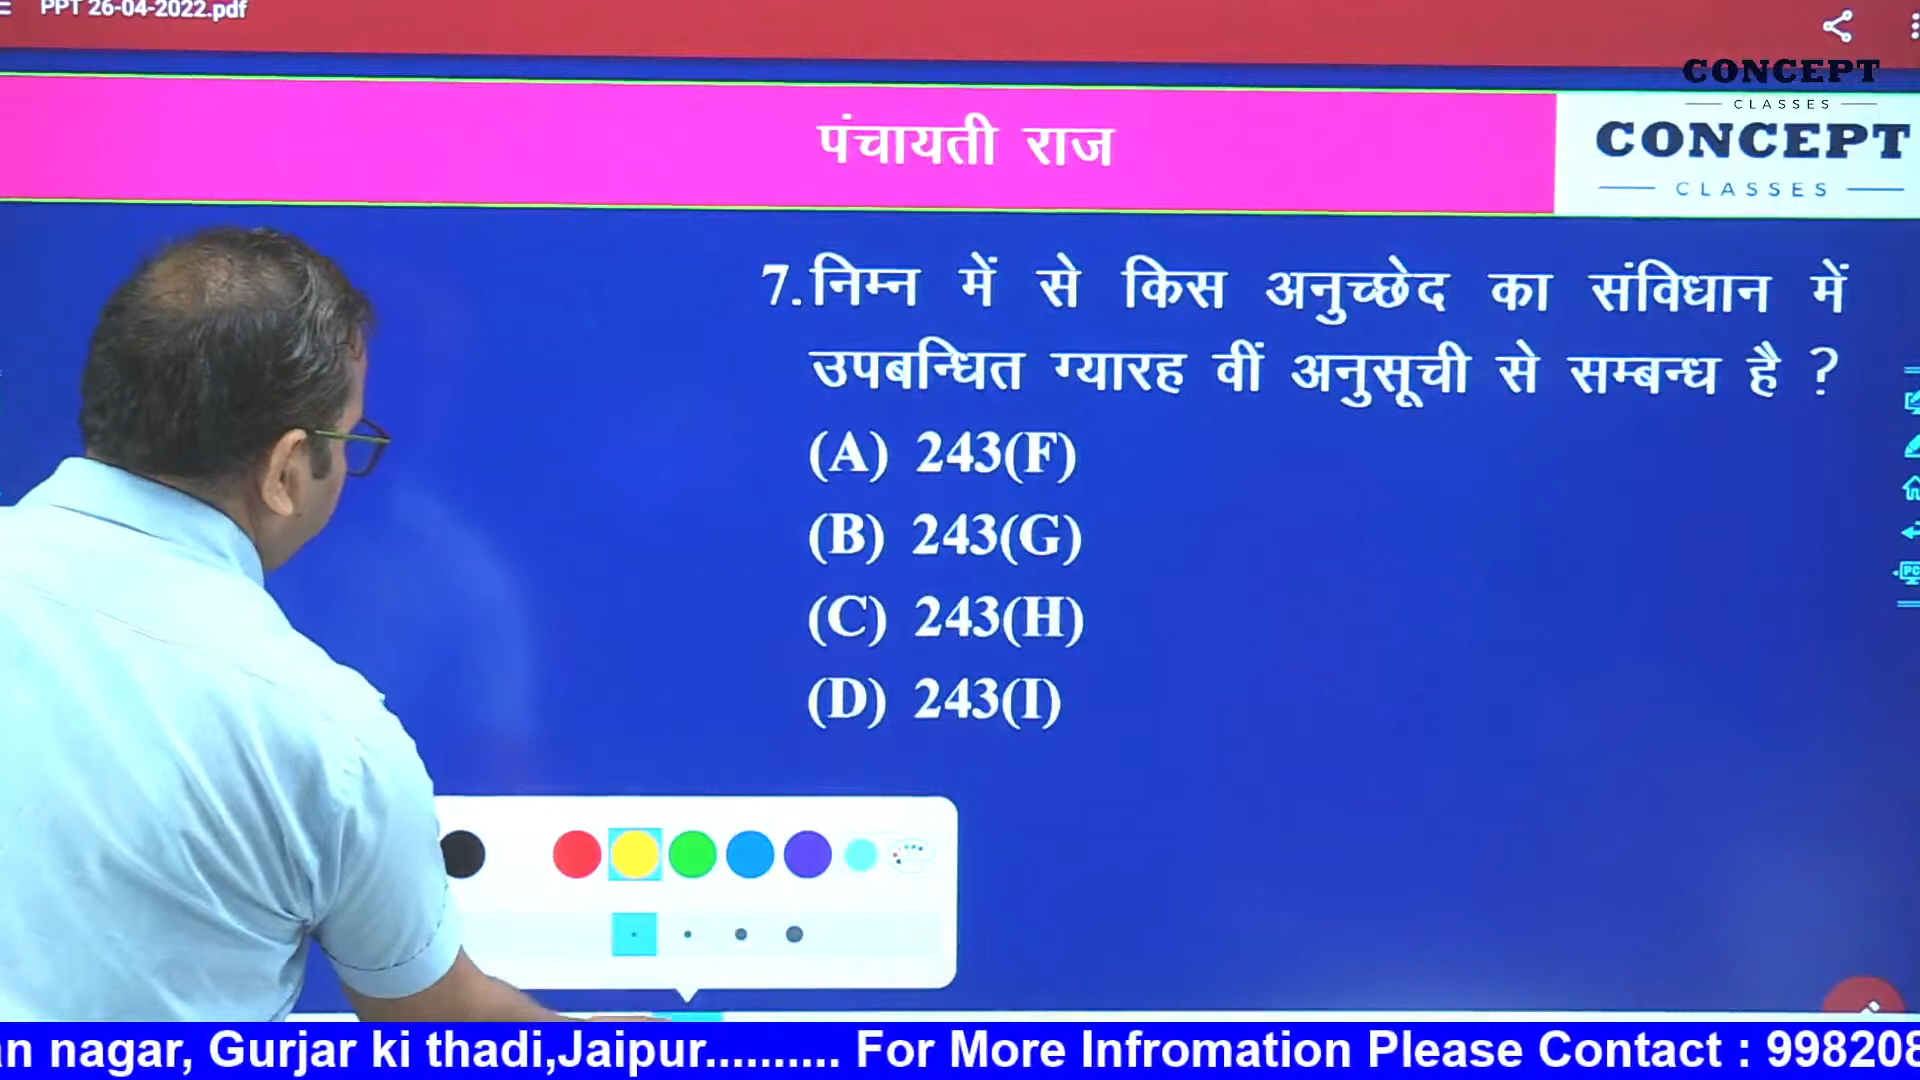 PPT 26-04-2022.pdf
CONCEPT
CLASSES
पंचायती राज
CONCEPT
CLASSES
7. निम्न में से किस अनुच्छेद का संविधान में
उपबन्धित ग्यारह वीं अनुसूची से सम्बन्ध है ?
(A) 243(F)
(B) 243(G)
(C) 243(H)
(D) 243(I)
PC
nagar, Gurjar ki thadi,Jaipur.......... For More Infromation Please Contact : 998208